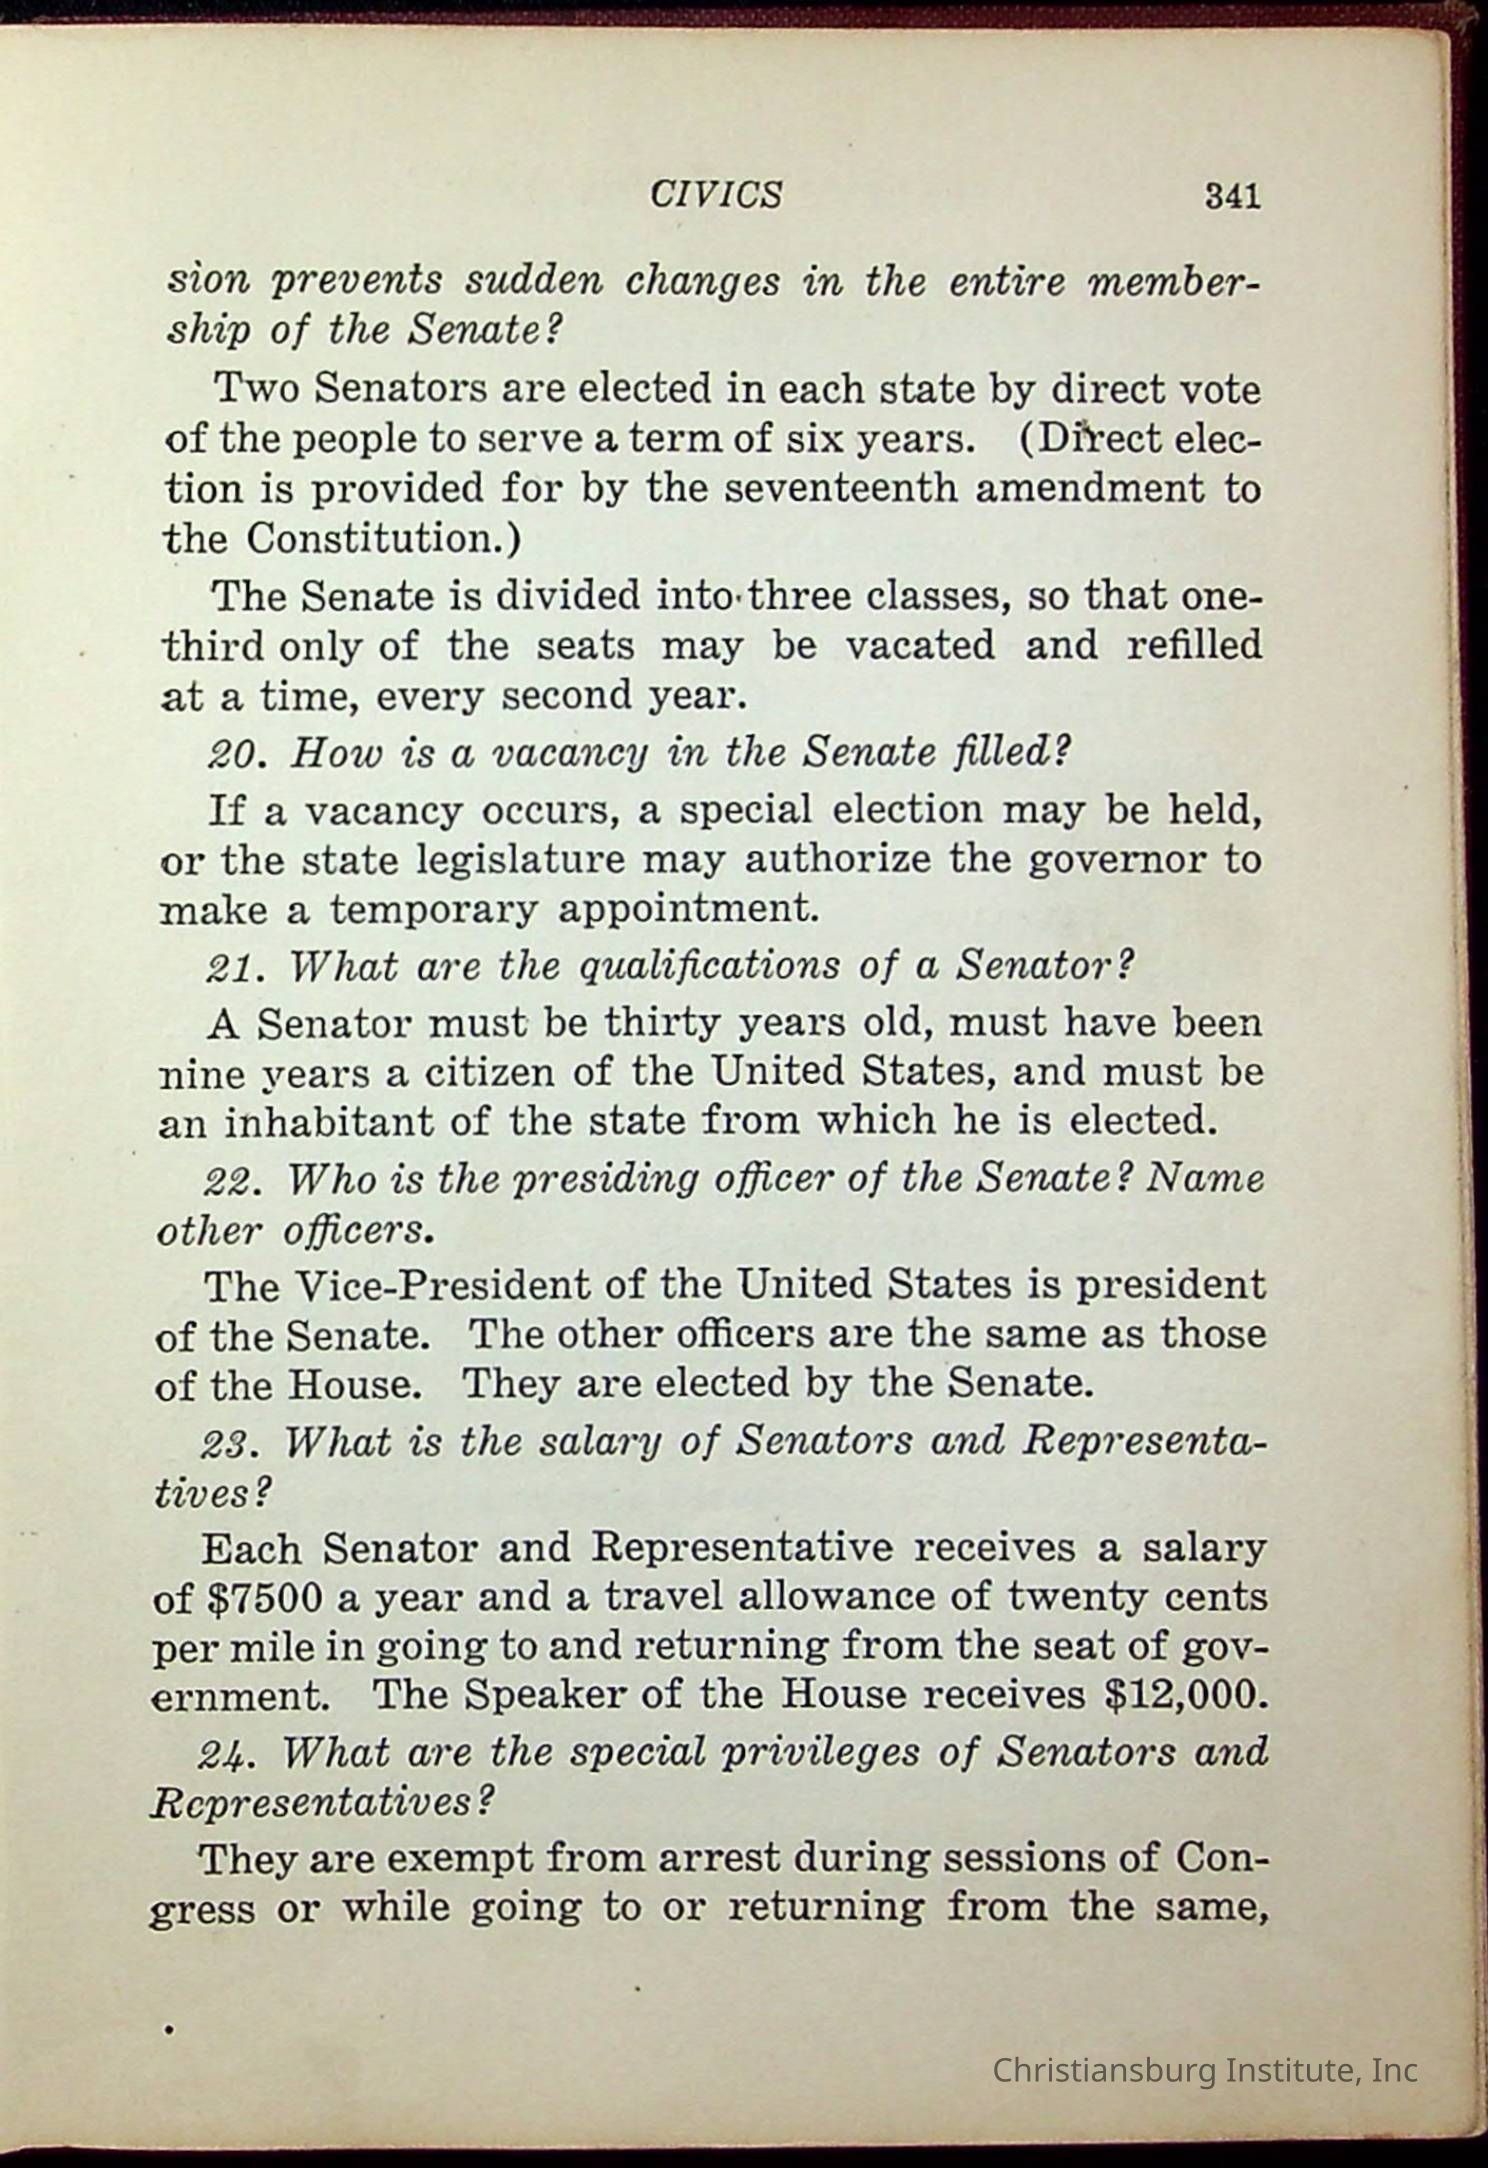 CIVICS 341
sion prevents sudden changes in the entire member-
ship of the Senate?
Two Senators are elected in each state by direct vote
of the people to serve a term of six years. (Direct elec-
tion is provided for by the seventeenth amendment to
the Constitution.)
The Senate is divided into three classes, so that one-
third only of the seats may be vacated and refilled
at a time, every second year.
20. How is a vacancy in the Senate filled?
If a vacancy occurs, a special election may be held,
or the state legislature may authorize the governor to
make a temporary appointment.
21. What are the qualifications of a Senator?
A Senator must be thirty years old, must have been
nine years a citizen of the United States, and must be
an inhabitant of the state from which he is elected.
22. Who is the presiding officer of the Senate? Name
other officers.
The Vice-President of the United States is president
of the Senate. The other officers are the same as those
of the House. They are elected by the Senate.
23. What is the salary of Senators and Representa-
tives?
Each Senator and Representative receives a salary
of $7500 a year and a travel allowance of twenty cents
per mile in going to and returning from the seat of gov-
ernment. The Speaker of the House receives $12,000.
24. What are the special privileges of Senators and
Representatives?
They are exempt from arrest during sessions of Con-
gress or while going to or returning from the same,
Christiansburg Institute, Inc